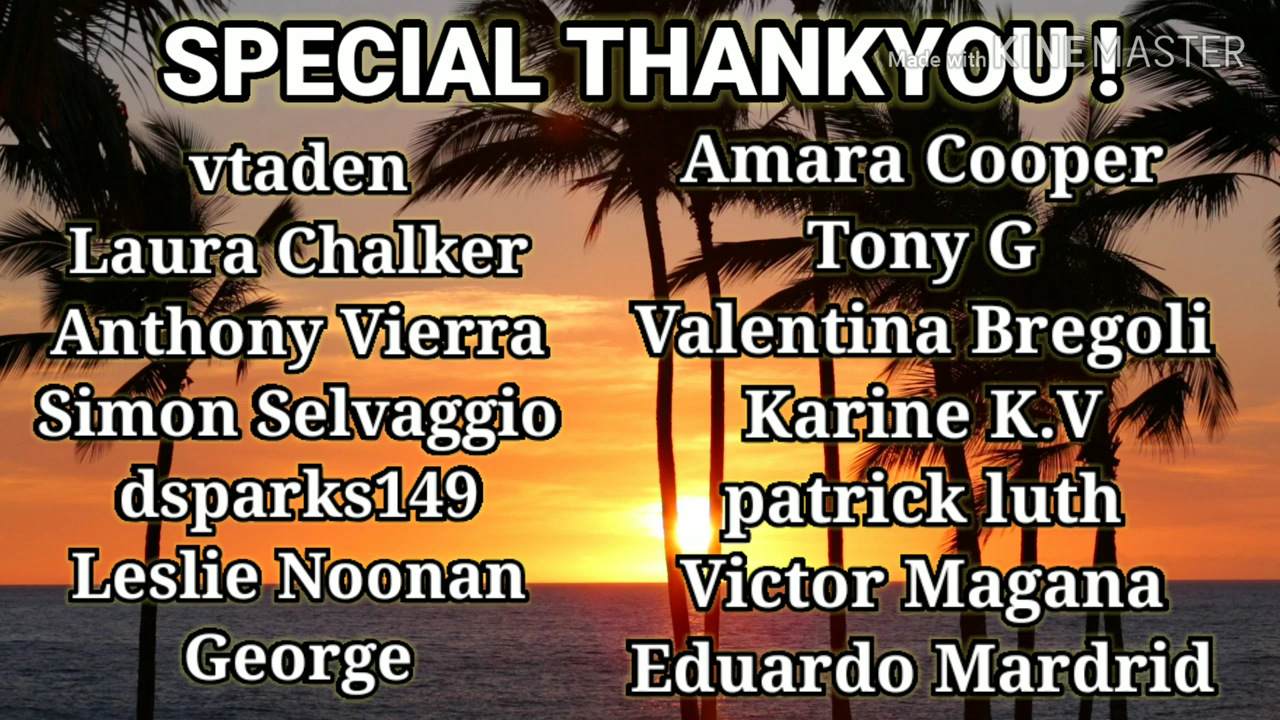 SPECIAL THANKYOU !
Made with KINEMASTER
vtaden
Laura Chalker
Anthony Vierra
Simon Selvaggio
dsparks149
Leslie Noonan
George
Amara Cooper
Tony G
Valentina Bregoli
Karine K.V
patrick luth
Victor Magana
Eduardo Mardrid